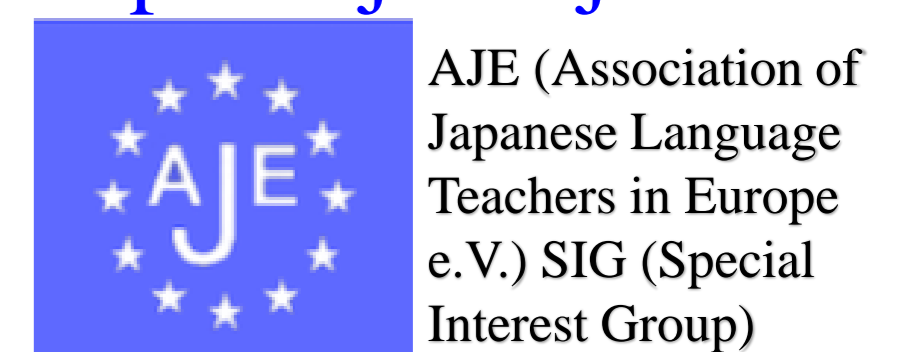 AJE
AJE (Association of
Japanese Language
Teachers in Europe
e.V.) SIG (Special
Interest Group)